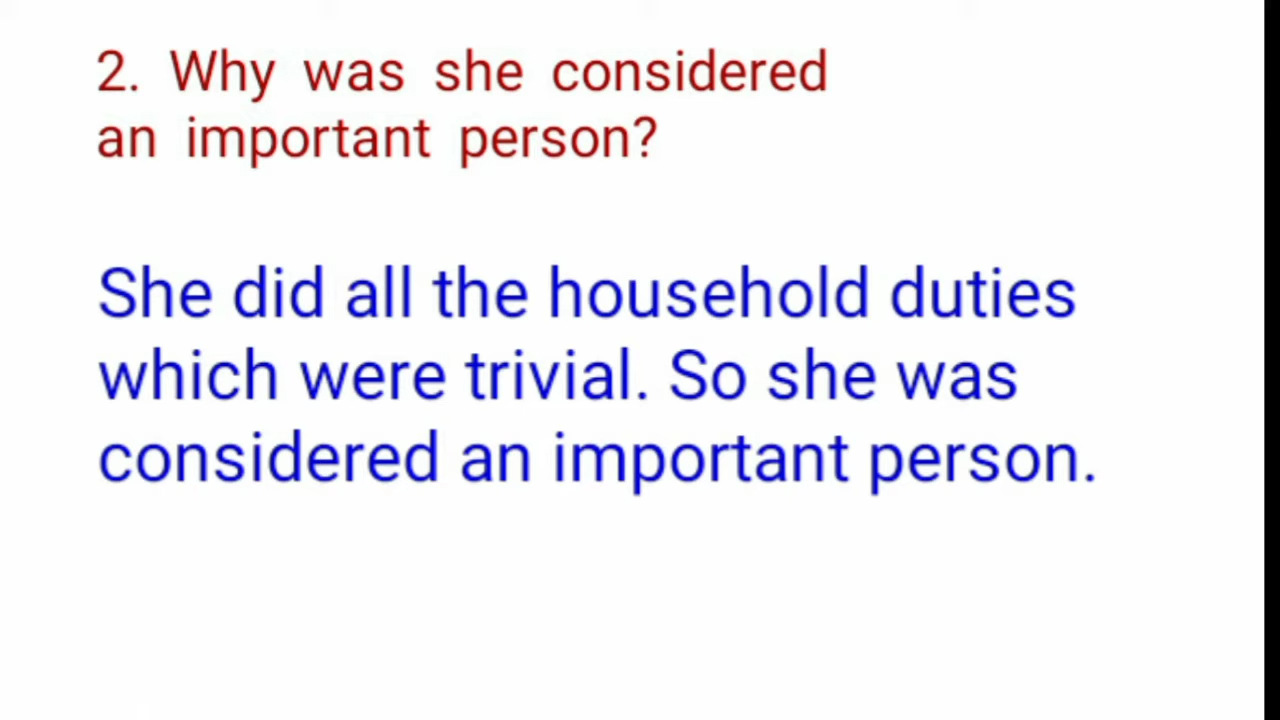 2. Why was she considered
an important person?
She did all the household duties
which were trivial. So she was
considered an important person.